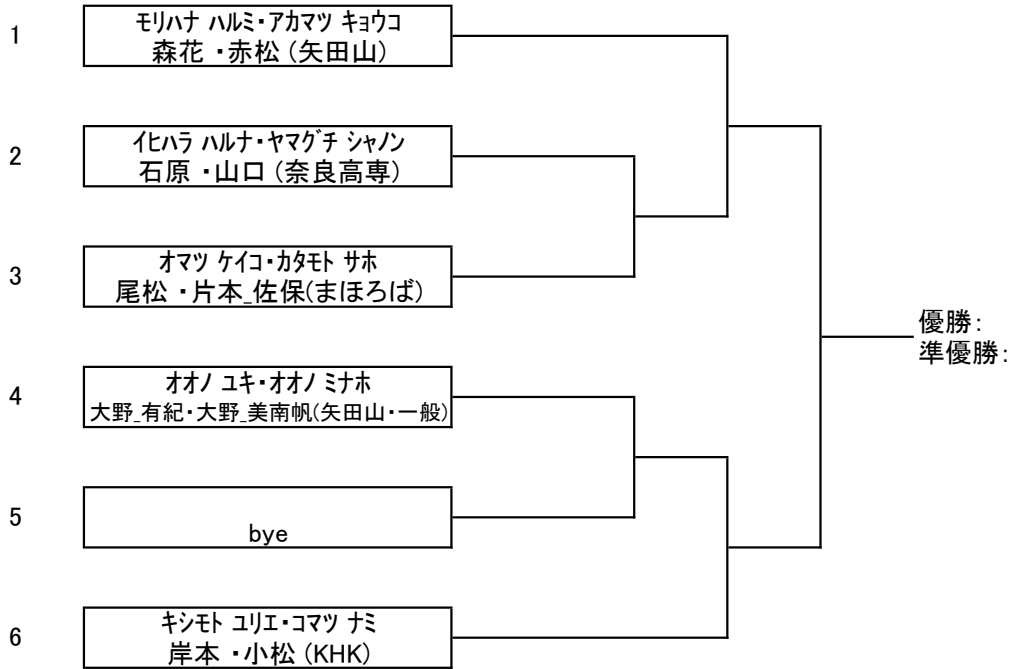 1
モリハナ ハルミ・アカマツ キョウコ
森花 ・赤松 (矢田山)
2
イヒハラ ハルナ・ヤマグチ シャノン
石原 ・山口 (奈良高専)
3
オマツ ケイコ・カタモト サホ
尾松 ・片本_佐保(まほろば)
優勝:
準優勝:
4
オオノ ユキ・オオノ ミナホ
大野_有紀・大野_美南帆(矢田山・一般)
5
bye
6
キシモト ユリエ・コマツ ナミ
岸本 ・小松 (KHK)